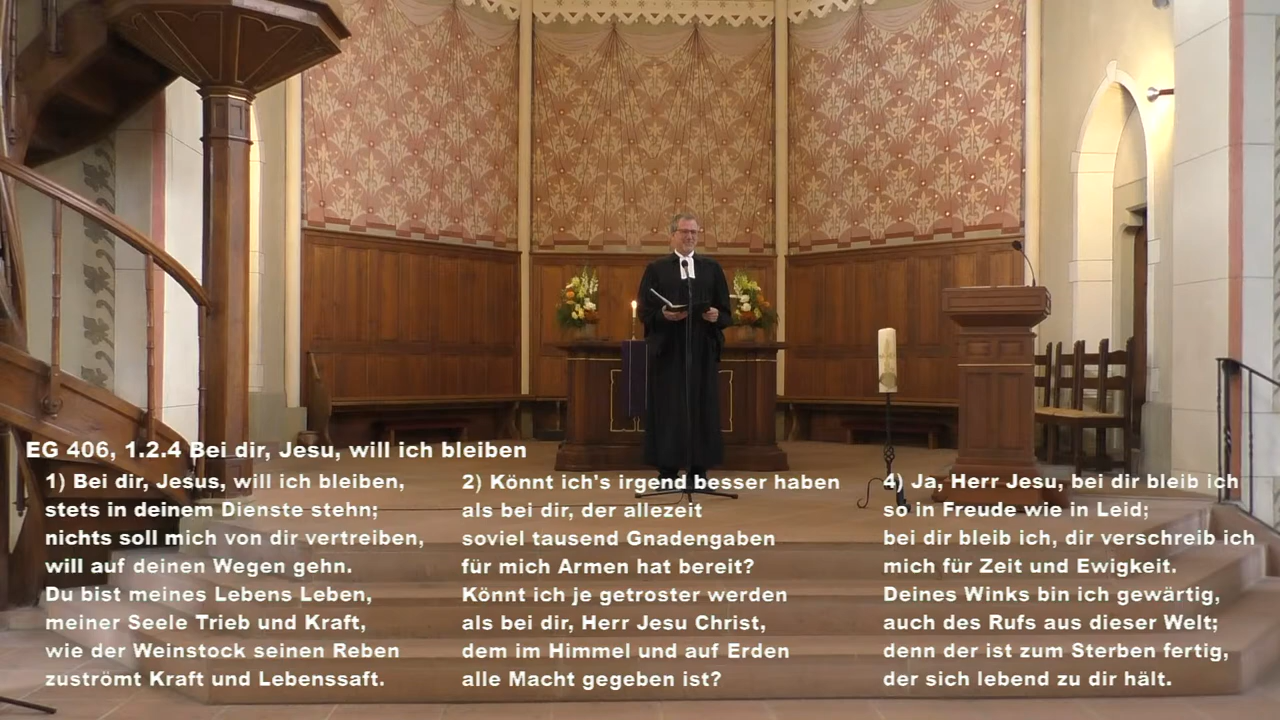 EG 406, 1.2.4 Bei dir, Jesu, will ich bleiben
1) Bei dir, Jesus, will ich bleiben,
stets in deinem Dienste stehn;
nichts soll mich von dir vertreiben,
will auf deinen Wegen gehn.
Du bist meines Lebens Leben,
meiner Seele Trieb und Kraft,
wie der Weinstock seinen Reben
zuströmt Kraft und Lebenssaft.
2) Könnt ich's irgend besser haben
als bei dir, der allezeit
soviel tausend Gnadengaben
für mich Armen hat bereit?
Könnt ich je getroster werden
als bei dir, Herr Jesu Christ,
dem im Himmel und auf Erden
alle Macht gegeben ist?
4) Ja, Herr Jesu, bei dir bleib ich
so in Freude wie in Leid;
bei dir bleib ich, dir verschreib ich
mich für Zeit und Ewigkeit.
Deines Winks bin ich gewärtig,
auch des Rufs aus dieser Welt;
denn der ist zum Sterben fertig,
der sich lebend zu dir hält.